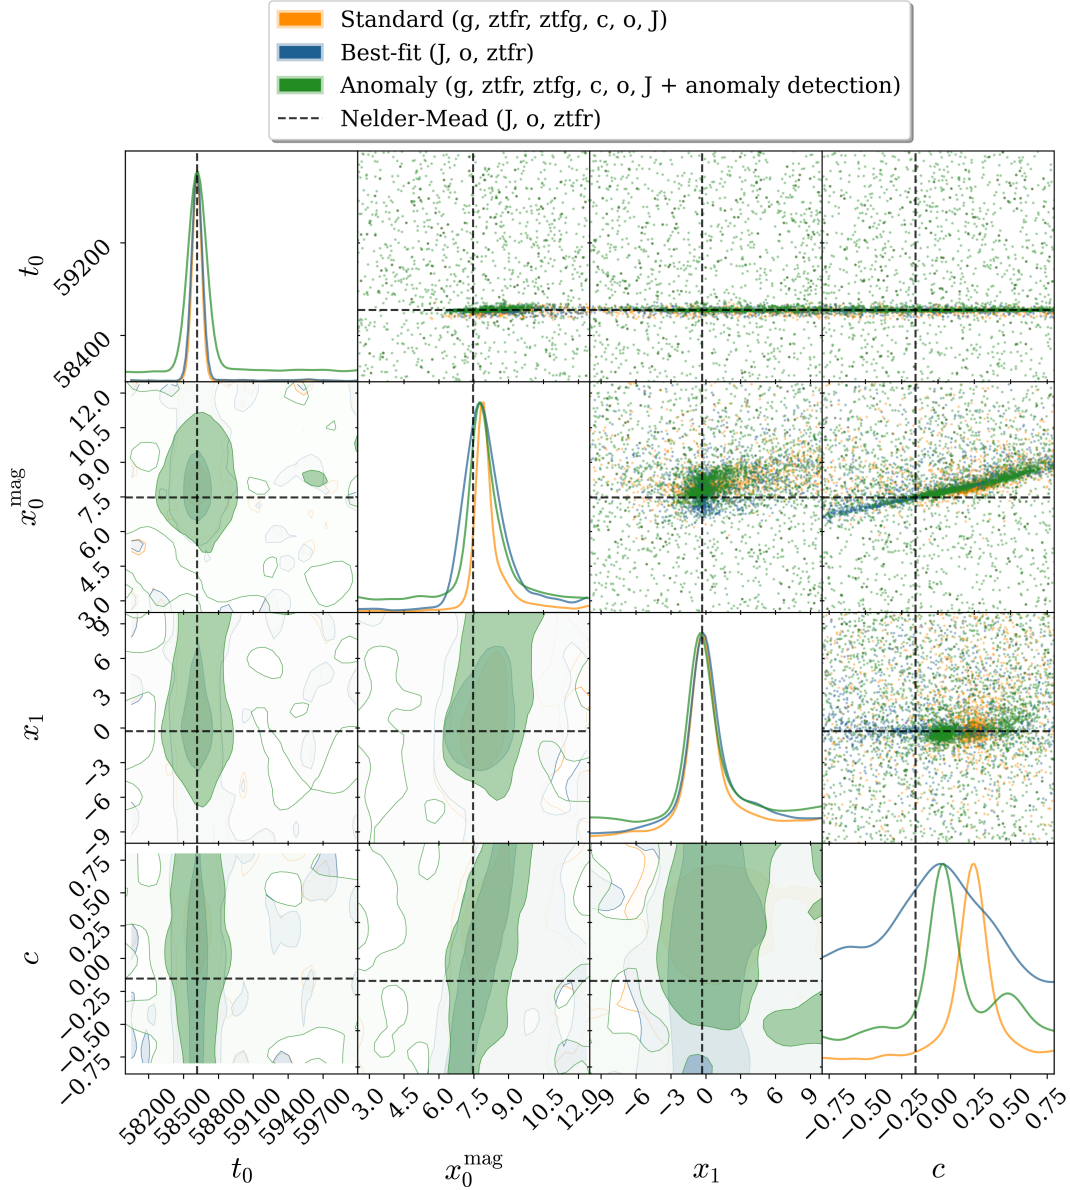 Standard (g, ztfr, ztfg, c, o, J)
Best-fit (J, o, ztfr)
Anomaly (g, ztfr, ztfg, c, o, J + anomaly detection)
Nelder-Mead (J, o, ztfr)
t₀
59200
58400
x₀ᵐᵃᵍ
12.0
10.5
9.0
7.5
6.0
4.5
3.0
x₁
9
6
3
0
−3
−6
−9
c
0.75
0.50
0.25
0.00
−0.25
−0.50
−0.75
58200 58500 58800 59100 59400 59700 3.0 4.5 6.0 7.5 9.0 10.5 12.0 −9 −6 −3 0 3 6 9 −0.75 −0.50 −0.25 0.00 0.25 0.50 0.75
t₀ x₀ᵐᵃᵍ x₁ c